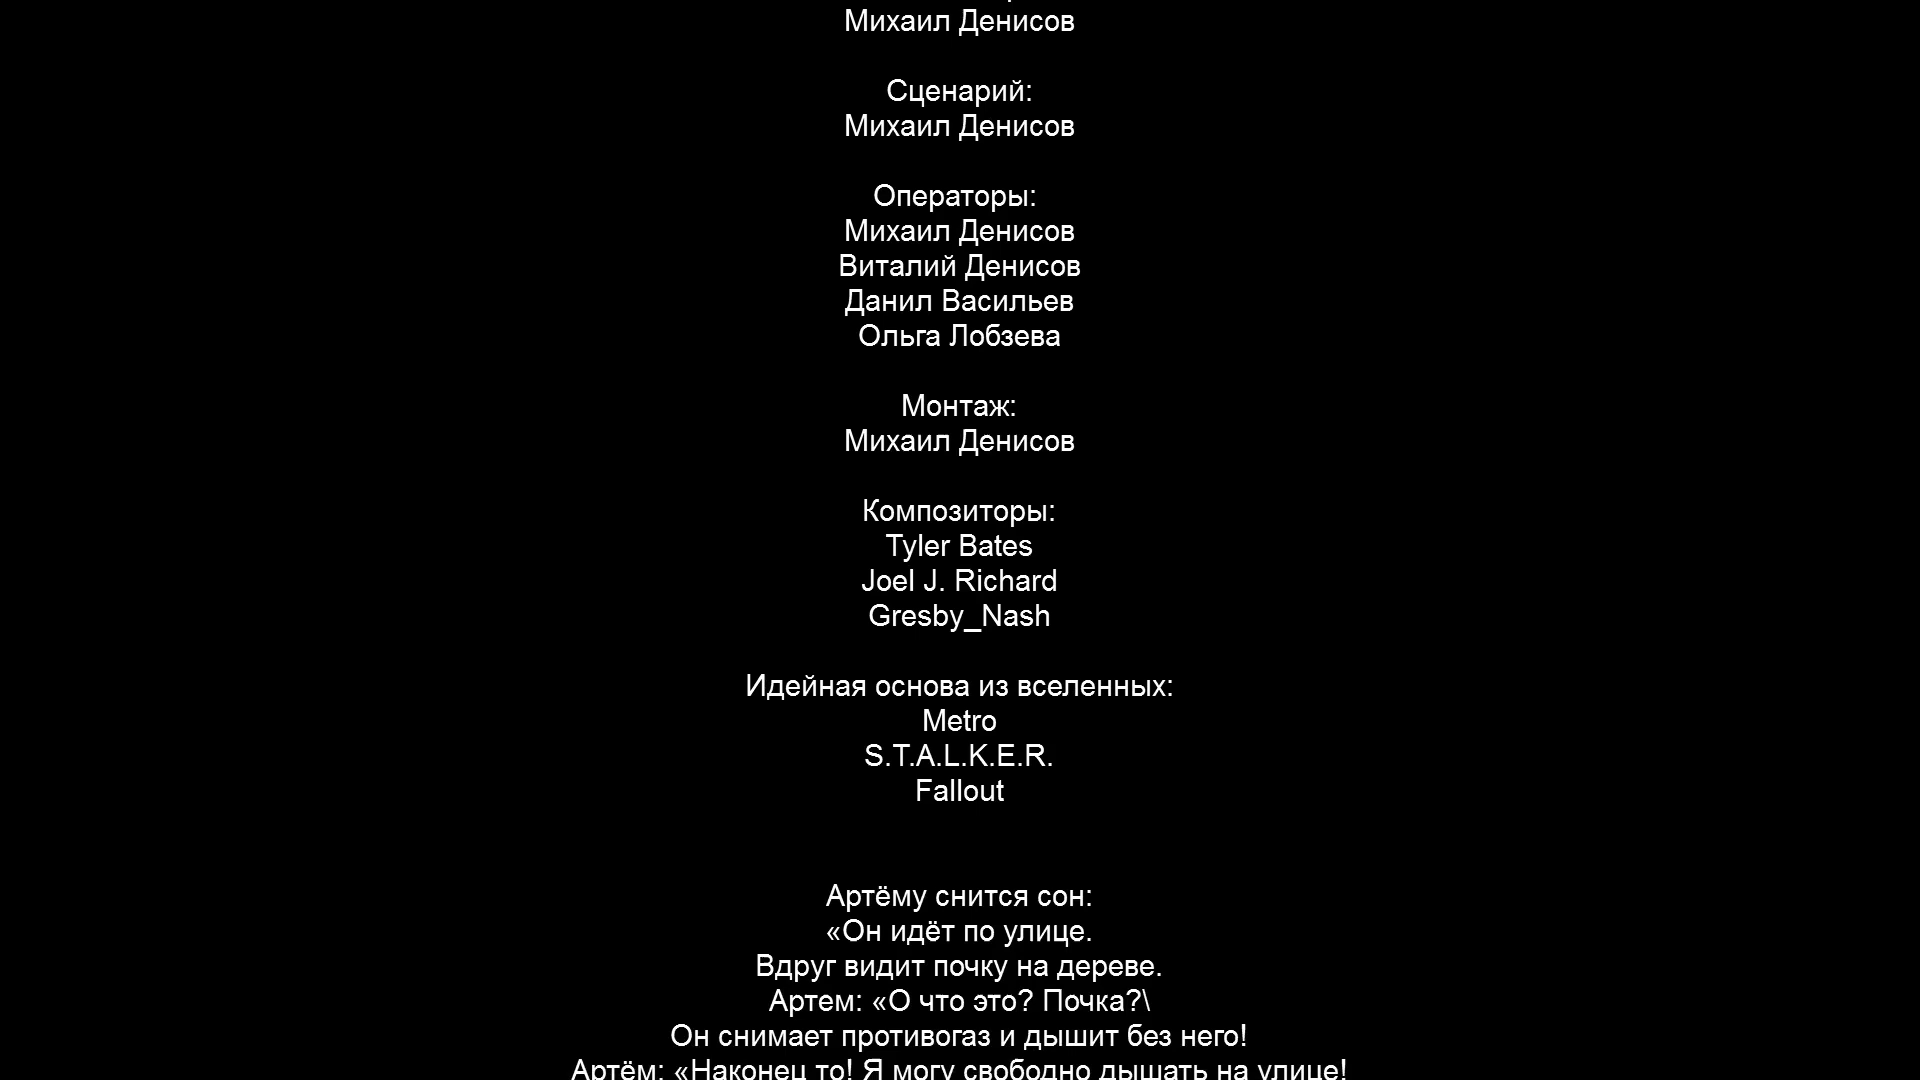 Михаил Денисов
Сценарий:
Михаил Денисов
Операторы:
Михаил Денисов
Виталий Денисов
Данил Васильев
Ольга Лобзева
Монтаж:
Михаил Денисов
Композиторы:
Tyler Bates
Joel J. Richard
Gresby_Nash
Идейная основа из вселенных:
Metro
S.T.A.L.K.E.R.
Fallout
Артёму снится сон:
«Он идёт по улице.
Вдруг видит почку на дереве.
Артем: «О что это? Почка?\
Он снимает противогаз и дышит без него!
Артём: «Наконец то! Я могу свободно дышать на улице!